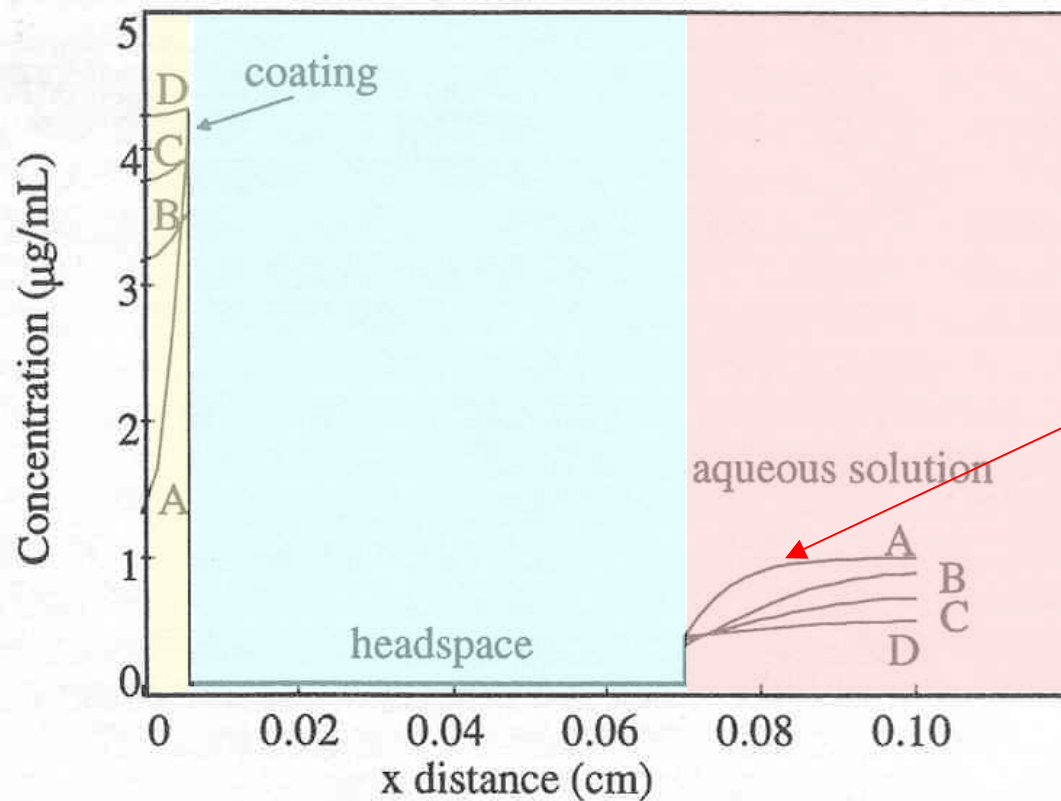 Concentration (µg/mL)
5
4
3
2
1
0
D
C
B
A
coating
headspace
aqueous solution
A
B
C
D
0
0.02
0.04
0.06
0.08
0.10
x distance (cm)